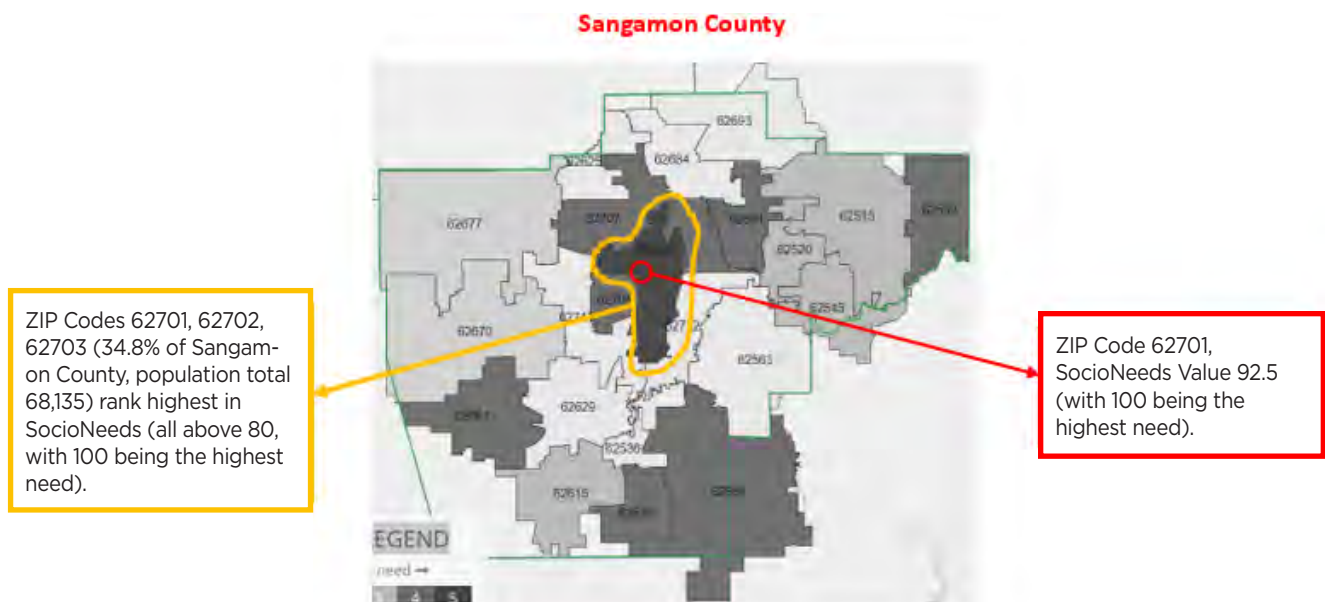 Sangamon County
62693
62684
62677
62515
62520
62670
62563
62629
62536
62615
ZIP Codes 62701, 62702,
62703 (34.8% of Sangam-
on County, population total
68,135) rank highest in
SocioNeeds (all above 80,
with 100 being the highest
need).
ZIP Code 62701,
SocioNeeds Value 92.5
(with 100 being the
highest need).
EGEND
need →
4 5